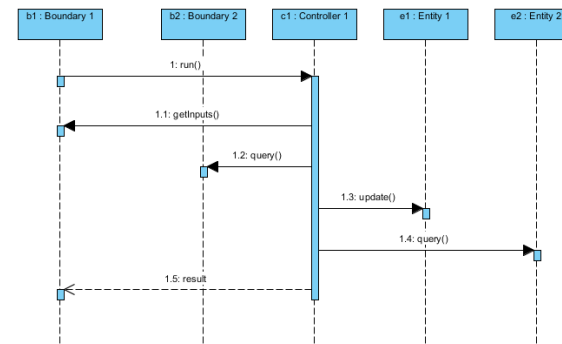 b1 : Boundary 1
b2 : Boundary 2
c1 : Controller 1
e1 : Entity 1
e2 : Entity 2
1: run()
1.1: getInputs()
1.2: query()
1.3: update()
1.4: query()
1.5: result